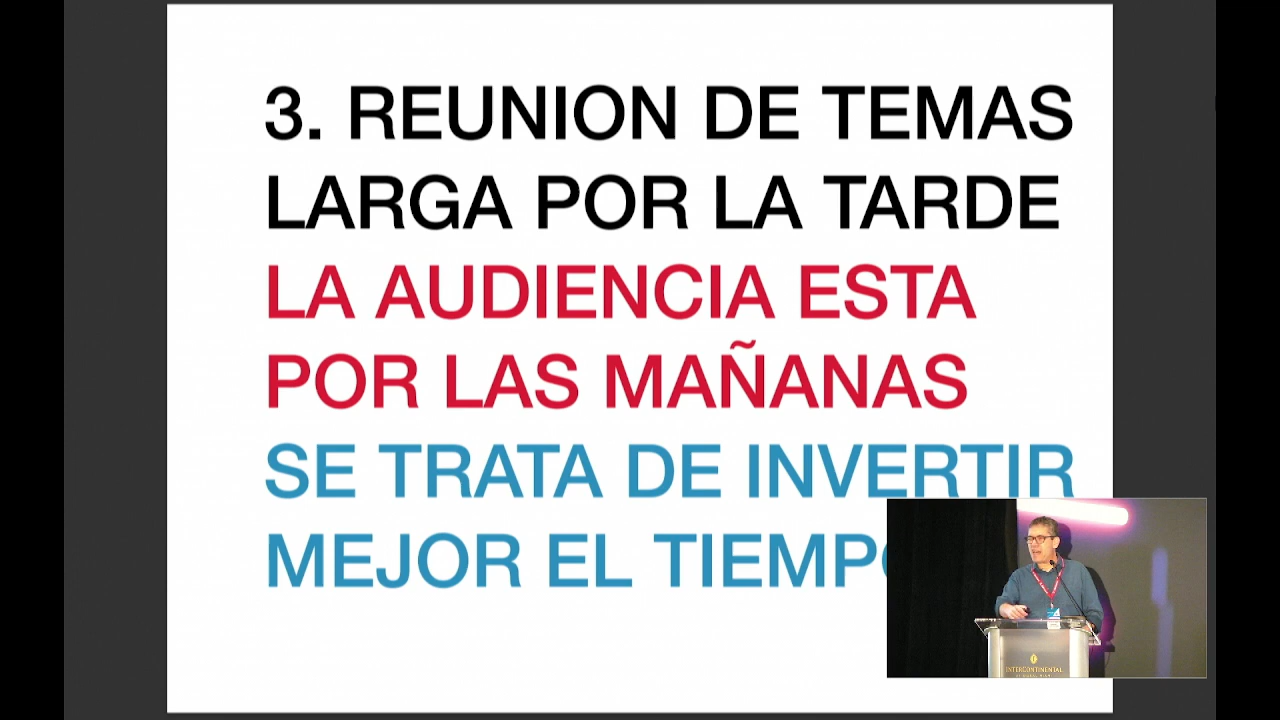 3. REUNION DE TEMAS
LARGA POR LA TARDE
LA AUDIENCIA ESTA
POR LAS MAÑANAS
SE TRATA DE INVERTIR
MEJOR EL TIEMPO
INTERCONTINENTAL